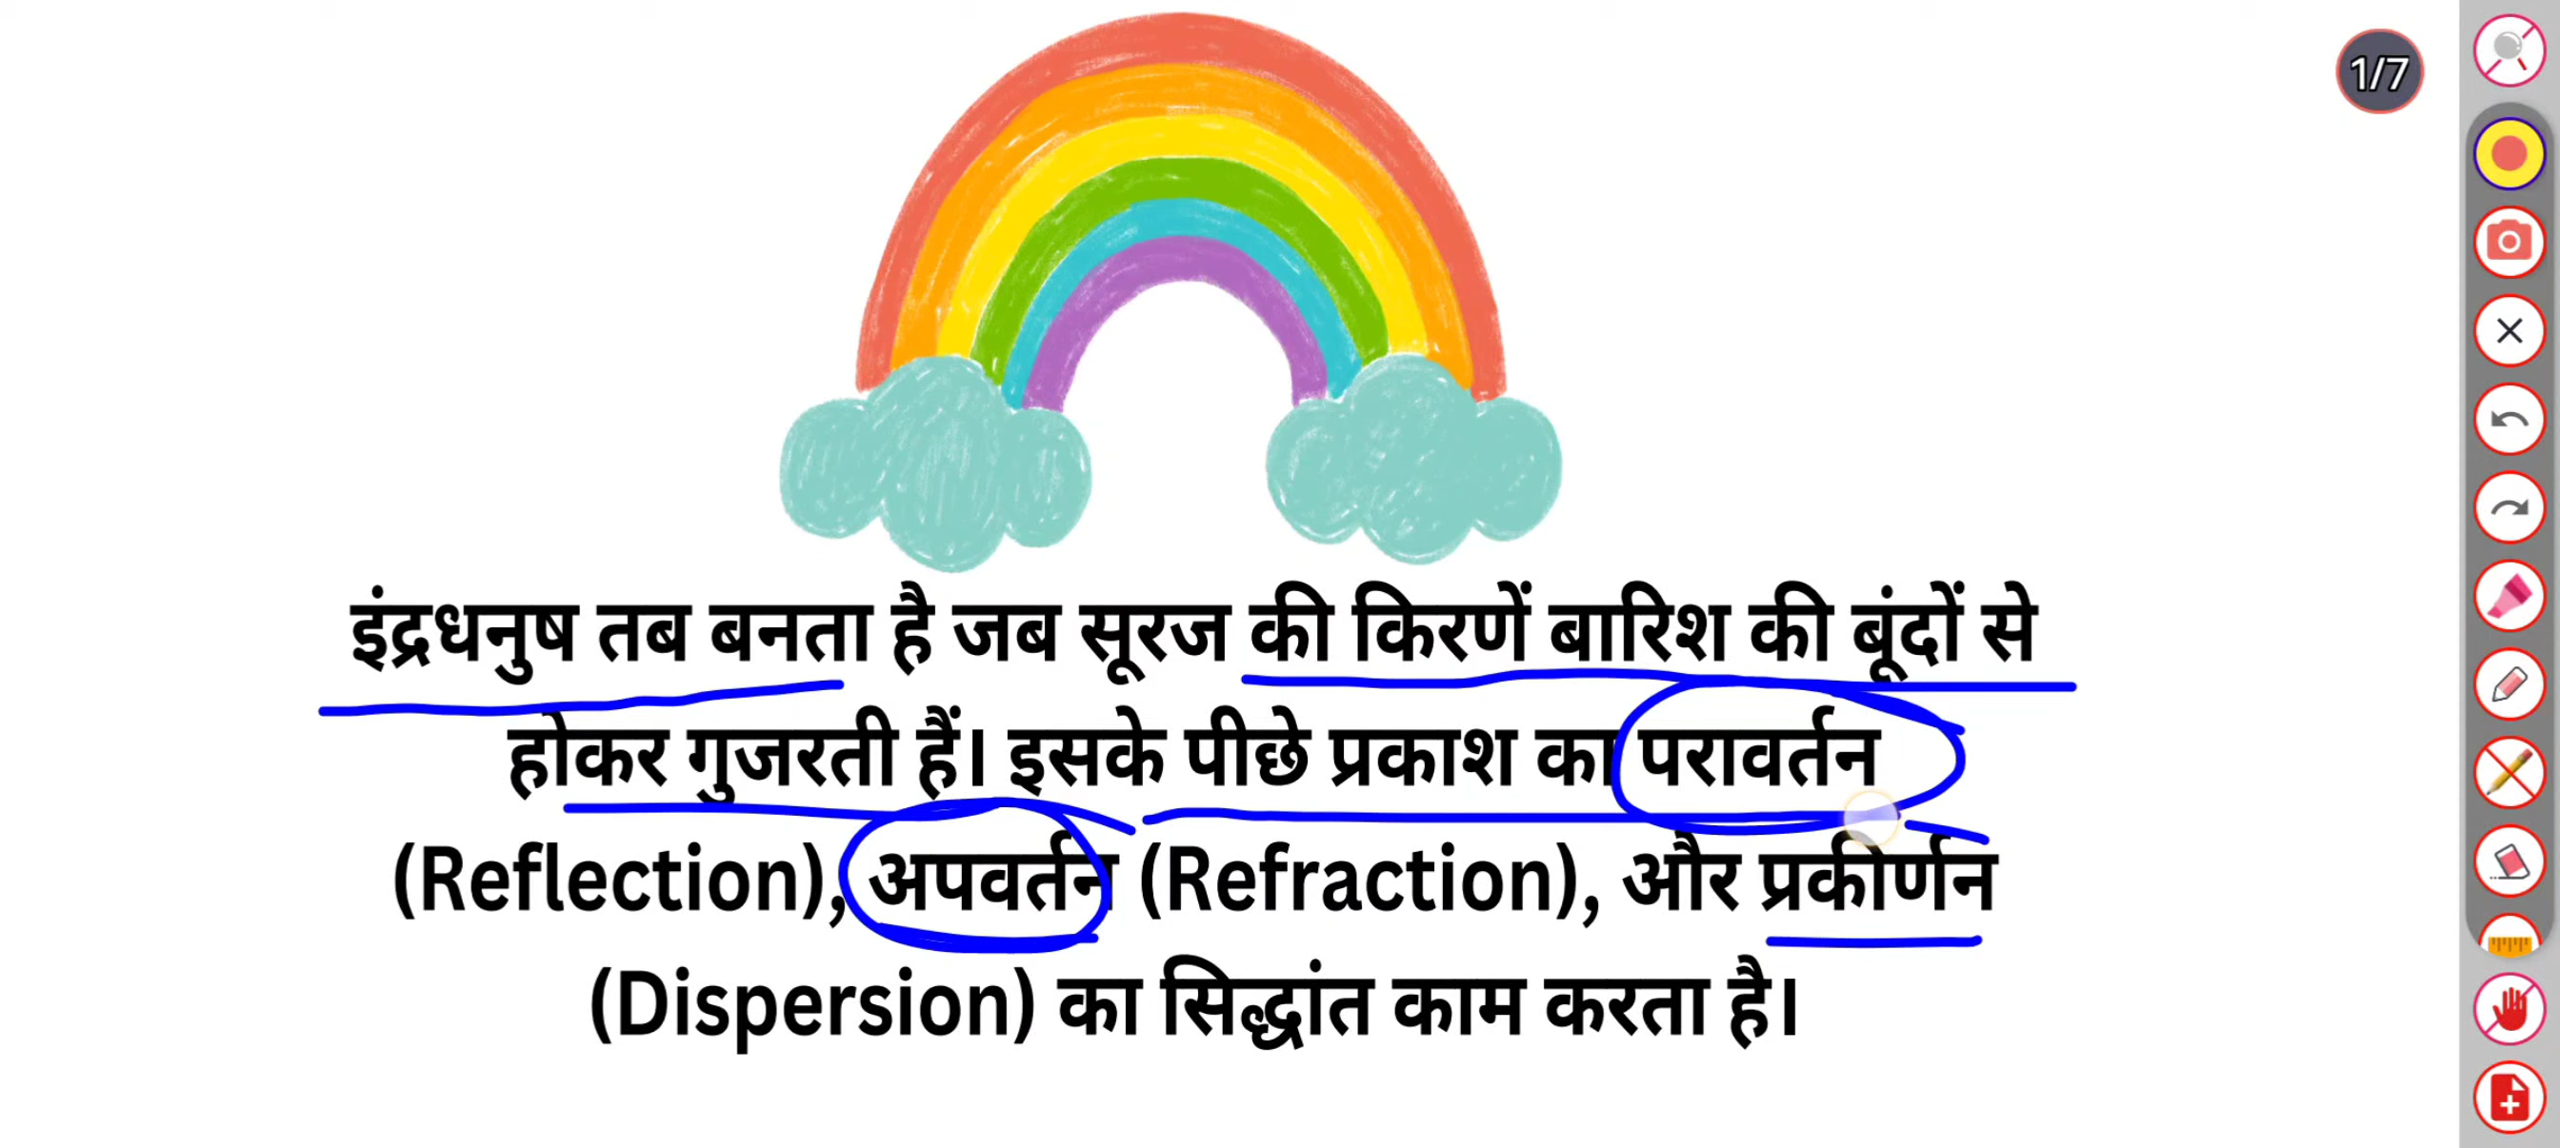 1/7
इंद्रधनुष तब बनता है जब सूरज की किरणें बारिश की बूंदों से
होकर गुजरती हैं। इसके पीछे प्रकाश का परावर्तन
(Reflection), अपवर्तन (Refraction), और प्रकीर्णन
(Dispersion) का सिद्धांत काम करता है।